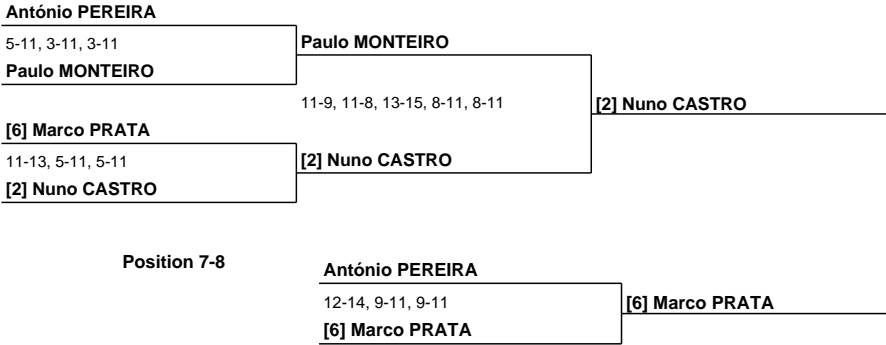 António PEREIRA
5-11, 3-11, 3-11
Paulo MONTEIRO
Paulo MONTEIRO
11-9, 11-8, 13-15, 8-11, 8-11
[2] Nuno CASTRO
[6] Marco PRATA
11-13, 5-11, 5-11
[2] Nuno CASTRO
[2] Nuno CASTRO
Position 7-8
António PEREIRA
12-14, 9-11, 9-11
[6] Marco PRATA
[6] Marco PRATA